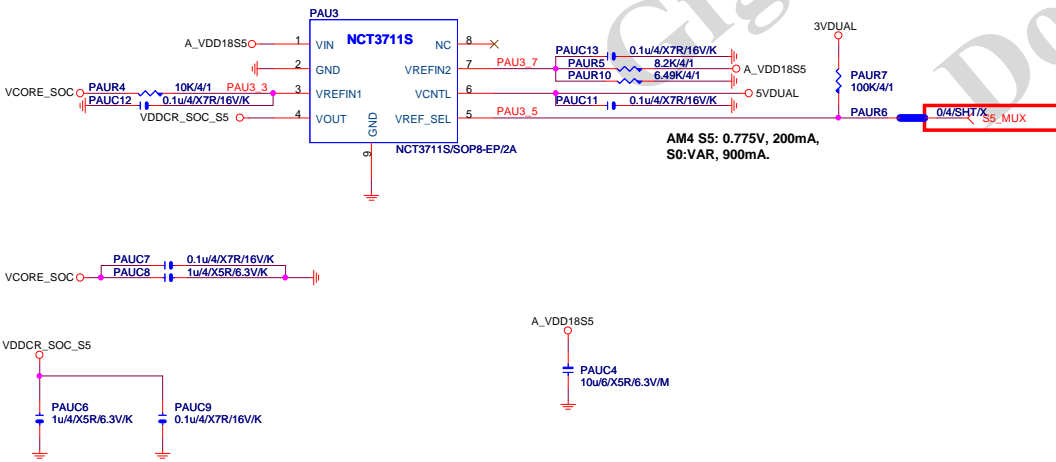 PAU3
NCT3711S
A_VDD18S5
1
VIN
NC
8
2
GND
VREFIN2
7
PAU3_7
PAUC13
0.1u/4/X7R/16V/K
PAUR5
8.2K/4/1
A_VDD18S5
PAUR10
6.49K/4/1
VCORE_SOC
PAUR4
10K/4/1
PAU3_3
3
VREFIN1
VCNTL
6
5VDUAL
PAUC12
0.1u/4/X7R/16V/K
PAUC11
0.1u/4/X7R/16V/K
VDDCR_SOC_S5
4
VOUT
VREF_SEL
5
PAU3_5
GND
9
NCT3711S/SOP8-EP/2A
3VDUAL
PAUR7
100K/4/1
PAUR6
0/4/SHT/X
S5_MUX
AM4 S5: 0.775V, 200mA,
S0:VAR, 900mA.
VCORE_SOC
PAUC7
0.1u/4/X7R/16V/K
PAUC8
1u/4/X5R/6.3V/K
VDDCR_SOC_S5
PAUC6
1u/4/X5R/6.3V/K
PAUC9
0.1u/4/X7R/16V/K
A_VDD18S5
PAUC4
10u/6/X5R/6.3V/M